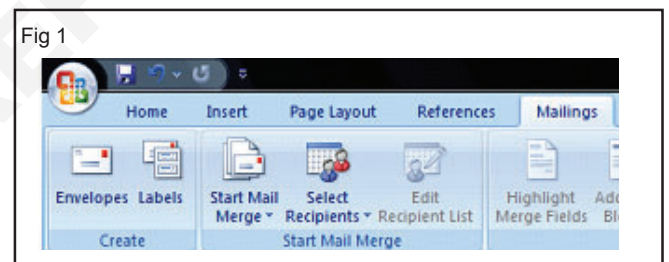 Fig 1
Home Insert Page Layout References Mailings
Envelopes Labels Start Mail Merge Select Recipients Edit Recipient List Highlight Merge Fields
Create Start Mail Merge